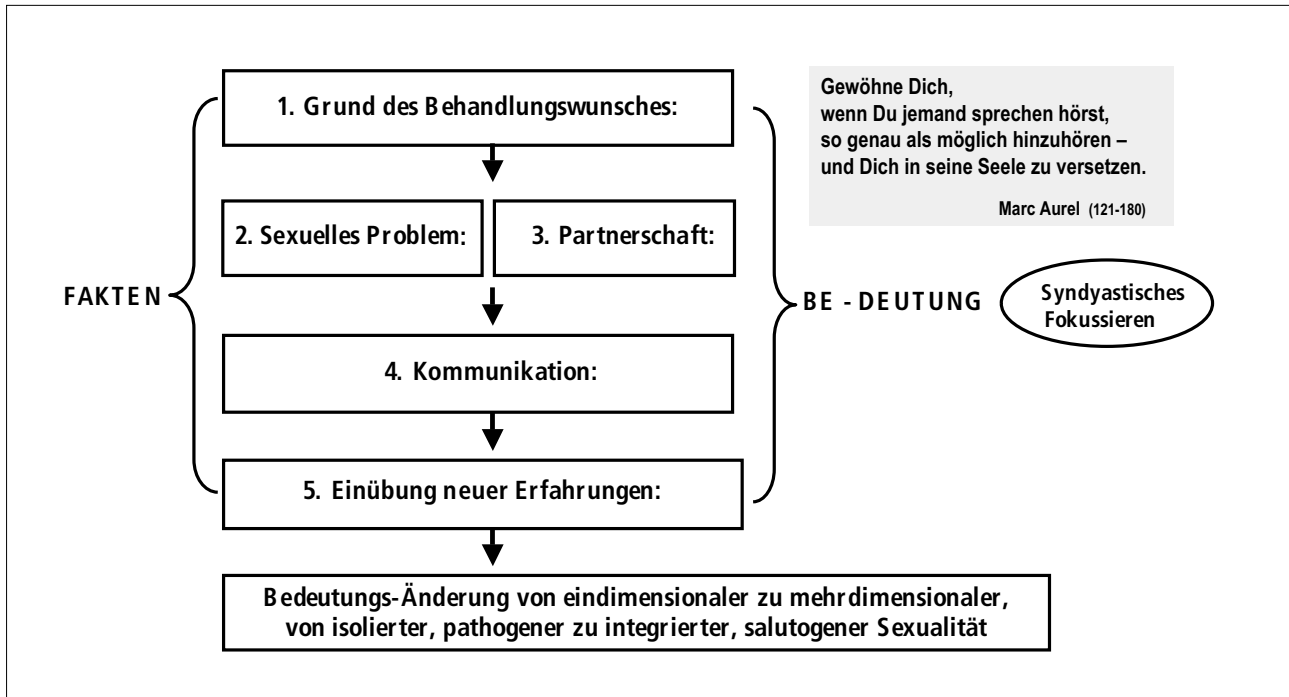 1. Grund des Behandlungswunsches:
Gewöhne Dich,
wenn Du jemand sprechen hörst,
so genau als möglich hinzuhören –
und Dich in seine Seele zu versetzen.
Marc Aurel (121-180)
2. Sexuelles Problem:
3. Partnerschaft:
FAKTEN
BE - DEUTUNG
Syndyastisches
Fokussieren
4. Kommunikation:
5. Einübung neuer Erfahrungen:
Bedeutungs-Änderung von eindimensionaler zu mehrdimensionaler,
von isolierter, pathogener zu integrierter, salutogener Sexualität